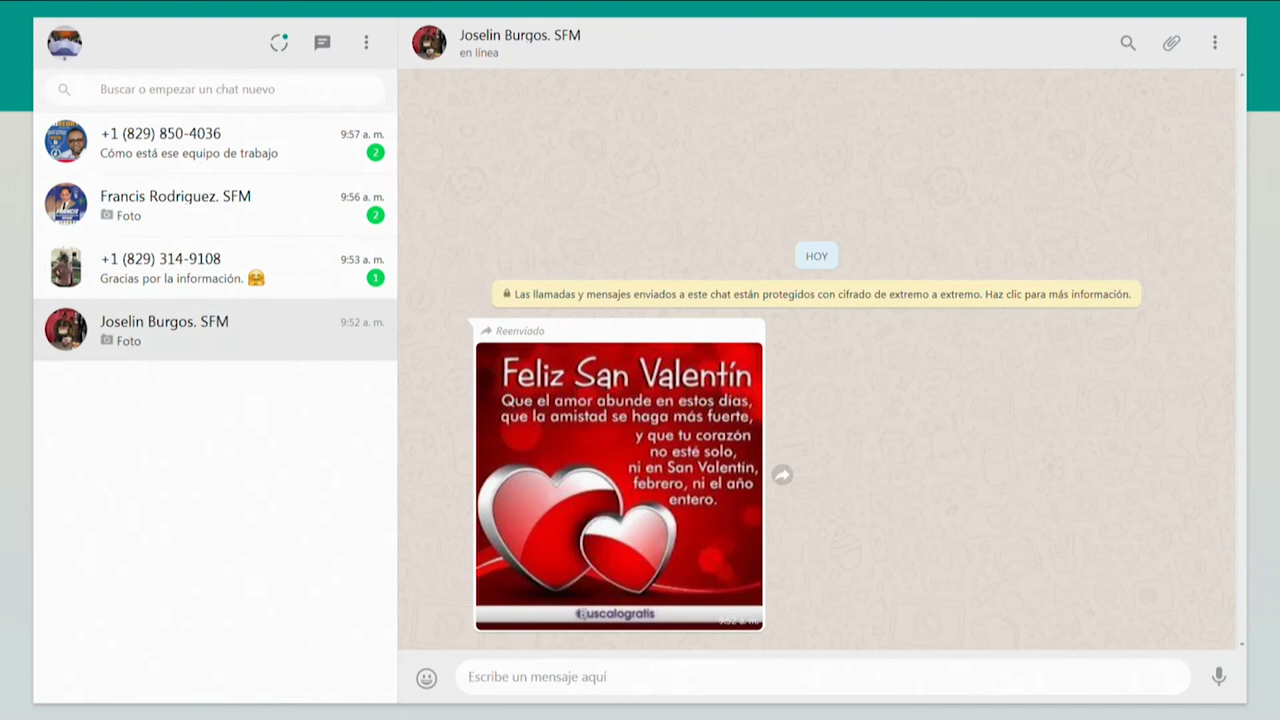 Buscar o empezar un chat nuevo
+1 (829) 850-4036
9:57 a. m.
Cómo está ese equipo de trabajo
2
Francis Rodriguez. SFM
9:56 a. m.
Foto
2
+1 (829) 314-9108
9:53 a. m.
Gracias por la información. 🤗
1
Joselin Burgos. SFM
9:52 a. m.
Foto
Joselin Burgos. SFM
en línea
HOY
Las llamadas y mensajes enviados a este chat están protegidos con cifrado de extremo a extremo. Haz clic para más información.
Reenviado
Feliz San Valentín
Que el amor abunde en estos días,
que la amistad se haga más fuerte,
y que tu corazón
no esté solo,
ni en San Valentín,
febrero, ni el año
entero.
Buscalogratis
9:52 a. m.
Escribe un mensaje aquí